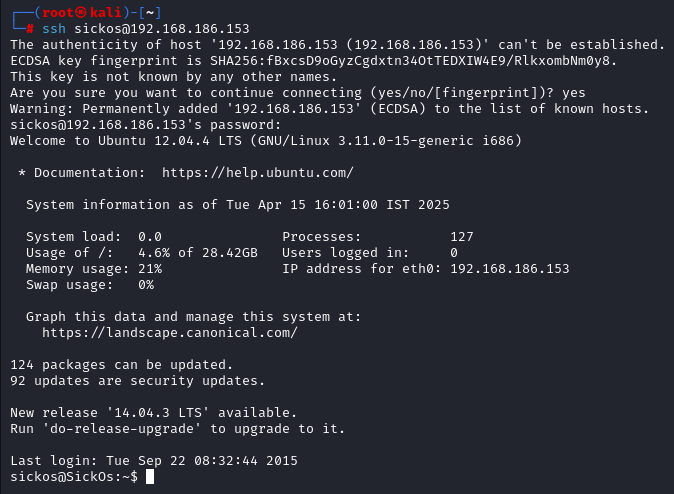 ┌──(root㉿kali)-[~]
└─# ssh sickos@192.168.186.153
The authenticity of host '192.168.186.153 (192.168.186.153)' can't be established.
ECDSA key fingerprint is SHA256:fBxcsD9oGyzCgdxtn34OtTEDXIW4E9/RlkxombNm0y8.
This key is not known by any other names.
Are you sure you want to continue connecting (yes/no/[fingerprint])? yes
Warning: Permanently added '192.168.186.153' (ECDSA) to the list of known hosts.
sickos@192.168.186.153's password:
Welcome to Ubuntu 12.04.4 LTS (GNU/Linux 3.11.0-15-generic i686)

 * Documentation:  https://help.ubuntu.com/

  System information as of Tue Apr 15 16:01:00 IST 2025

  System load:  0.0               Processes:           127
  Usage of /:   4.6% of 28.42GB   Users logged in:     0
  Memory usage: 21%               IP address for eth0: 192.168.186.153
  Swap usage:   0%

  Graph this data and manage this system at:
    https://landscape.canonical.com/

124 packages can be updated.
92 updates are security updates.

New release '14.04.3 LTS' available.
Run 'do-release-upgrade' to upgrade to it.

Last login: Tue Sep 22 08:32:44 2015
sickos@SickOs:~$